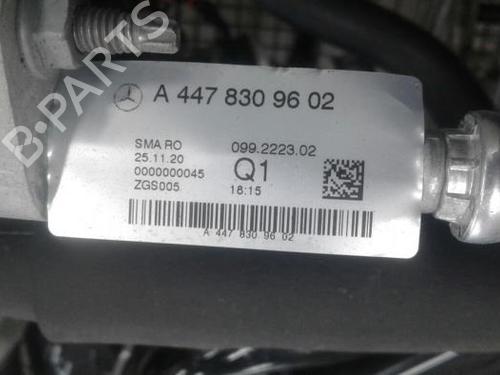 B-PARTS
A 447 830 96 02
SMA RO 099.2223.02
25.11.20 Q1
0000000045
ZGS005 18:15
A 447 830 96 02